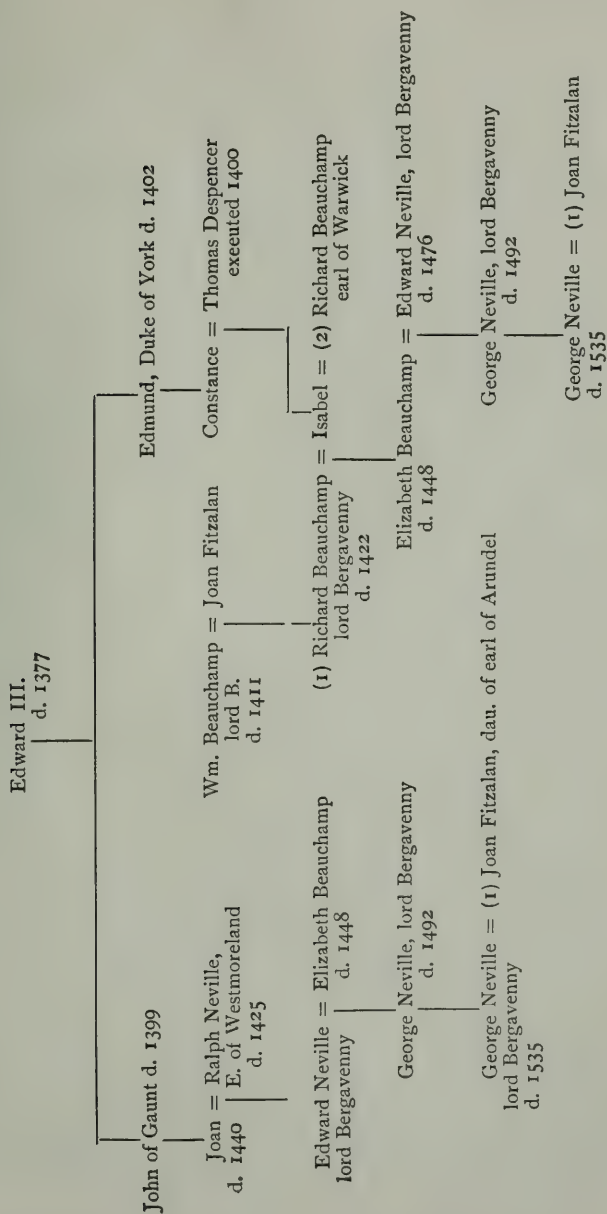 Edward III.
d. 1377
John of Gaunt d. 1399
Edmund, Duke of York d. 1402
Joan = Ralph Neville,
d. 1440 E. of Westmoreland
d. 1425
Wm. Beauchamp = Joan Fitzalan
lord B.
d. 1411
Constance = Thomas Despencer
exeeuted 1400
Edward Neville = Elizabeth Beauchamp
lord Bergavenny d. 1448
(1) Richard Beauchamp = Isabel = (2) Richard Beauchamp
lord Bergavenny earl of Warwick
d. 1422
George Neville, lord Bergavenny
d. 1492
Elizabeth Beauchamp = Edward Neville, lord Bergavenny
d. 1448 d. 1476
George Neville = (1) Joan Fitzalan, dau. of earl of Arundel
lord Bergavenny
d. 1535
George Neville, lord Bergavenny
d. 1492
George Neville = (1) Joan Fitzalan
d. 1535